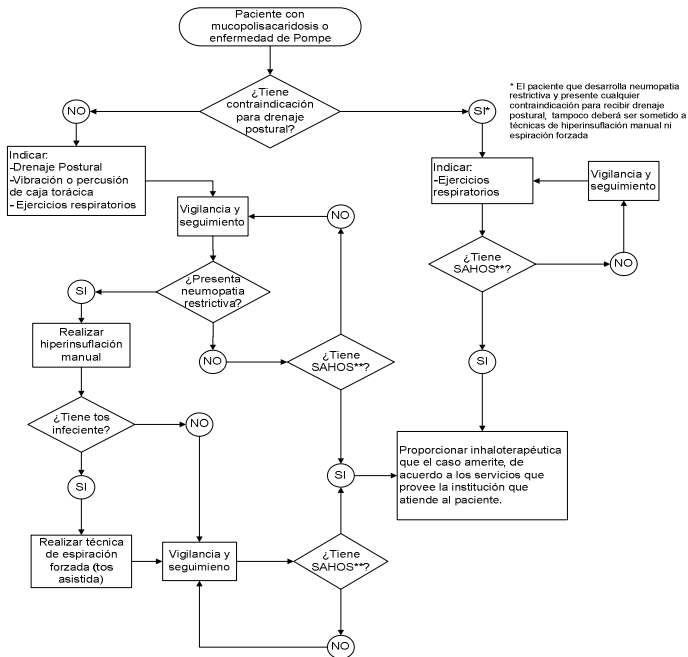 Paciente con
mucopolisacaridosis o
enfermedad de Pompe
¿Tiene
contraindicación
para drenaje
postural?
NO
SI*
* El paciente que desarrolla neumopatia
restrictiva y presente cualquier
contraindicación para recibir drenaje
postural, tampoco deberá ser sometido a
técnicas de hiperinsuflación manual ni
espiración forzada
Indicar:
-Drenaje Postural
-Vibración o percusión
de caja torácica
- Ejercicios respiratorios
Vigilancia y
seguimiento
NO
Indicar:
-Ejercicios
respiratorios
Vigilancia y
seguimiento
¿Tiene
SAHOS**?
NO
SI
¿Presenta
neumopatia
restrictiva?
SI
NO
Realizar
hiperinsuflación
manual
¿Tiene
SAHOS**?
¿Tiene tos
infeciente?
NO
SI
SI
Proporcionar inhaloterapéutica
que el caso amerite, de
acuerdo a los servicios que
provee la institución que
atiende al paciente.
Realizar técnica
de espiración
forzada (tos
asistida)
Vigilancia y
seguimieno
¿Tiene
SAHOS**?
NO